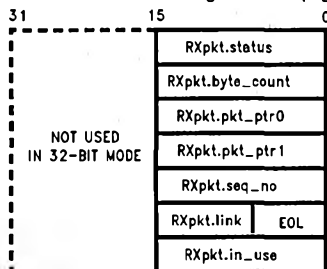 31 15 0
RXpkt.status
RXpkt.byte_count
RXpkt.pkt_ptr0
NOT USED
IN 32-BIT MODE
RXpkt.pkt_ptr1
RXpkt.seq_no
RXpkt.link EOL
RXpkt.in_use